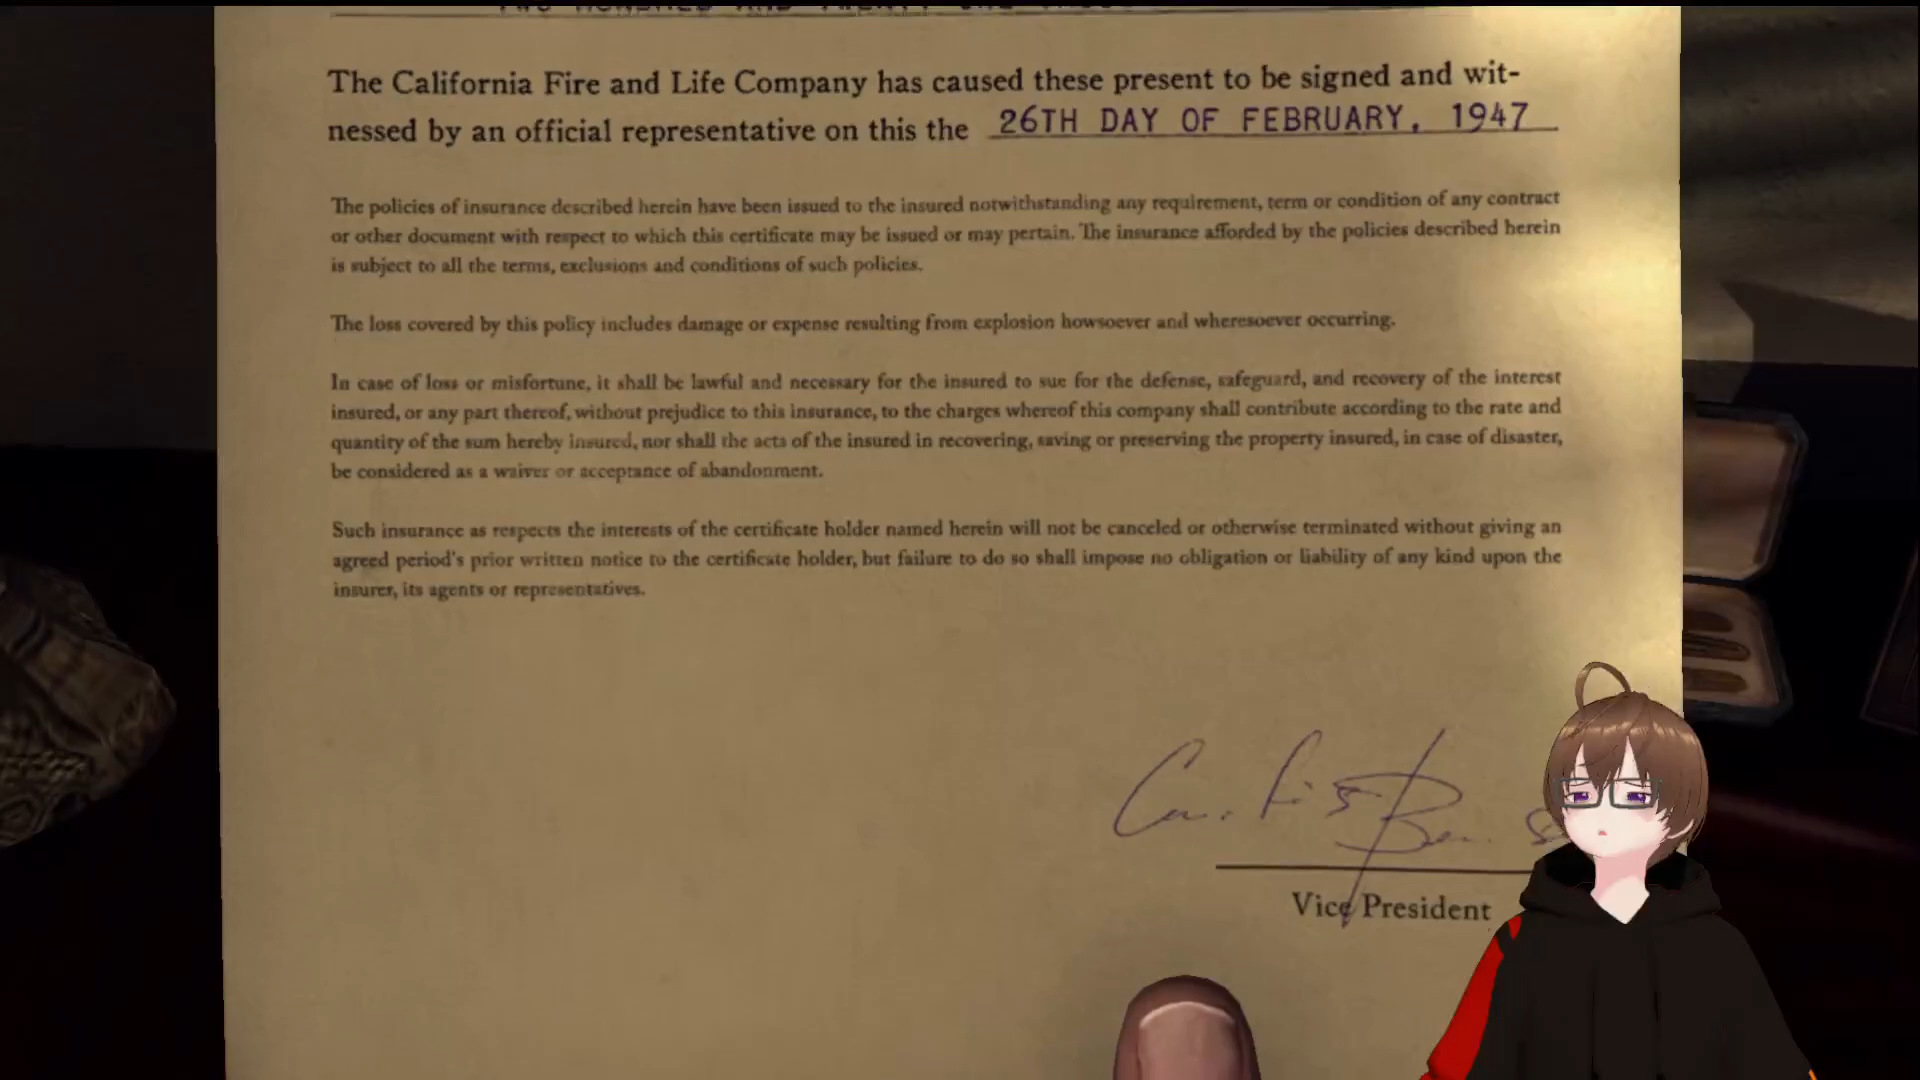 The California Fire and Life Company has caused these present to be signed and wit-
nessed by an official representative on this the 26TH DAY OF FEBRUARY, 1947
The policies of insurance described herein have been issued to the insured notwithstanding any requirement, term or condition of any contract
or other document with respect to which this certificate may be issued or may pertain. The insurance afforded by the policies described herein
is subject to all the terms, exclusions and conditions of such policies.
The loss covered by this policy includes damage or expense resulting from explosion howsoever and wheresoever occurring.
In case of loss or misfortune, it shall be lawful and necessary for the insured to sue for the defense, safeguard, and recovery of the interest
insured, or any part thereof, without prejudice to this insurance, to the charges whereof this company shall contribute according to the rate and
quantity of the sum hereby insured, nor shall the acts of the insured in recovering, saving or preserving the property insured, in case of disaster,
be considered as a waiver or acceptance of abandonment.
Such insurance as respects the interests of the certificate holder named herein will not be canceled or otherwise terminated without giving an
agreed period's prior written notice to the certificate holder, but failure to do so shall impose no obligation or liability of any kind upon the
insurer, its agents or representatives.
Vice President